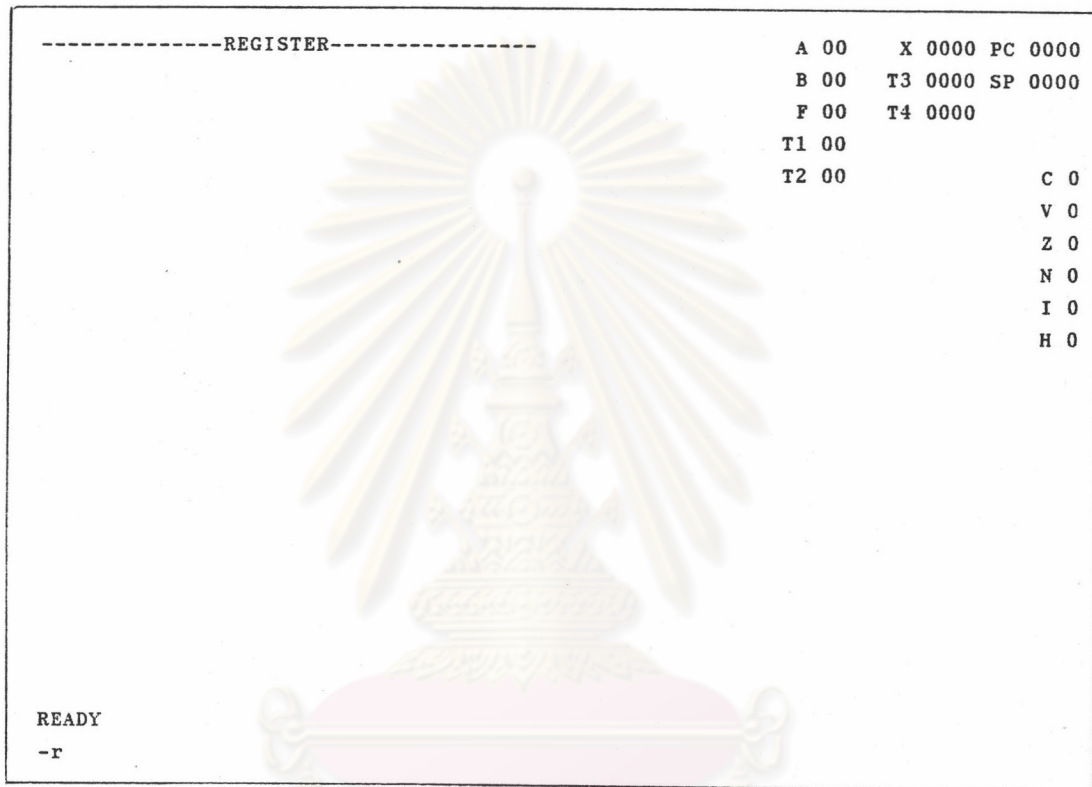 --------------REGISTER---------------- A 00 X 0000 PC 0000
B 00 T3 0000 SP 0000
F 00 T4 0000
T1 00
T2 00 C 0
V 0
Z 0
N 0
I 0
H 0
READY
-r